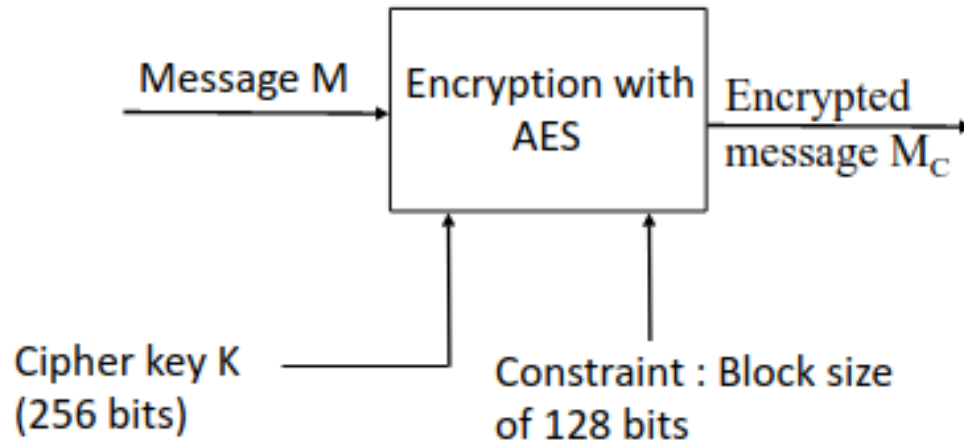 Message M
Encryption with
AES
Encrypted
message M_C
Cipher key K
(256 bits)
Constraint : Block size
of 128 bits